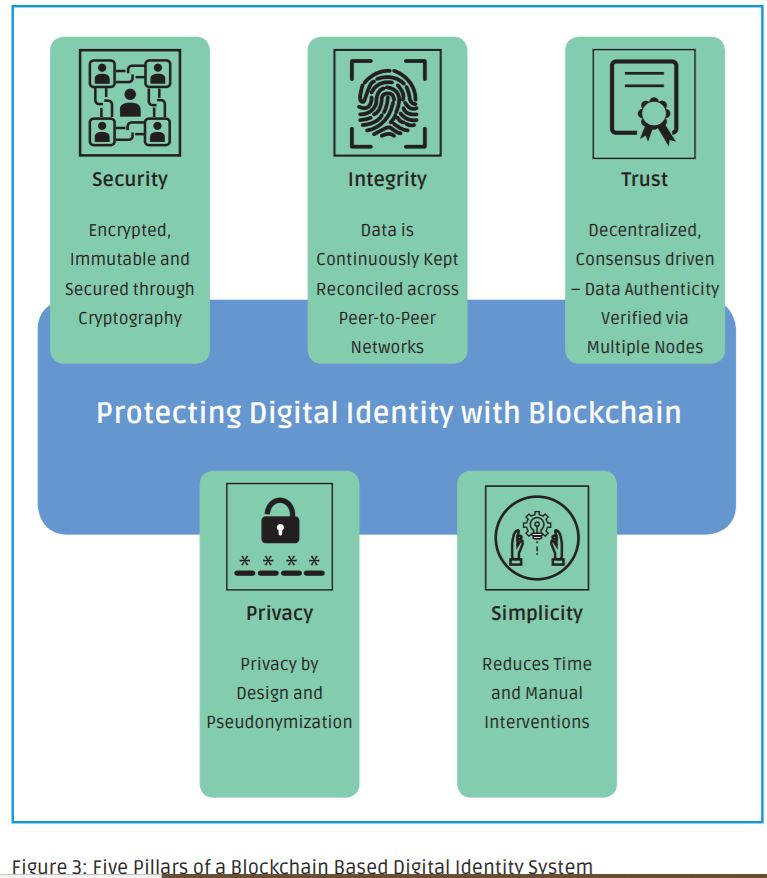 Security
Encrypted,
Immutable and
Secured through
Cryptography
Integrity
Data is
Continuously Kept
Reconciled across
Peer-to-Peer
Networks
Trust
Decentralized,
Consensus driven
– Data Authenticity
Verified via
Multiple Nodes
Protecting Digital Identity with Blockchain
* * * *
Privacy
Privacy by
Design and
Pseudonymization
Simplicity
Reduces Time
and Manual
Interventions
Figure 3: Five Pillars of a Blockchain Based Digital Identity System